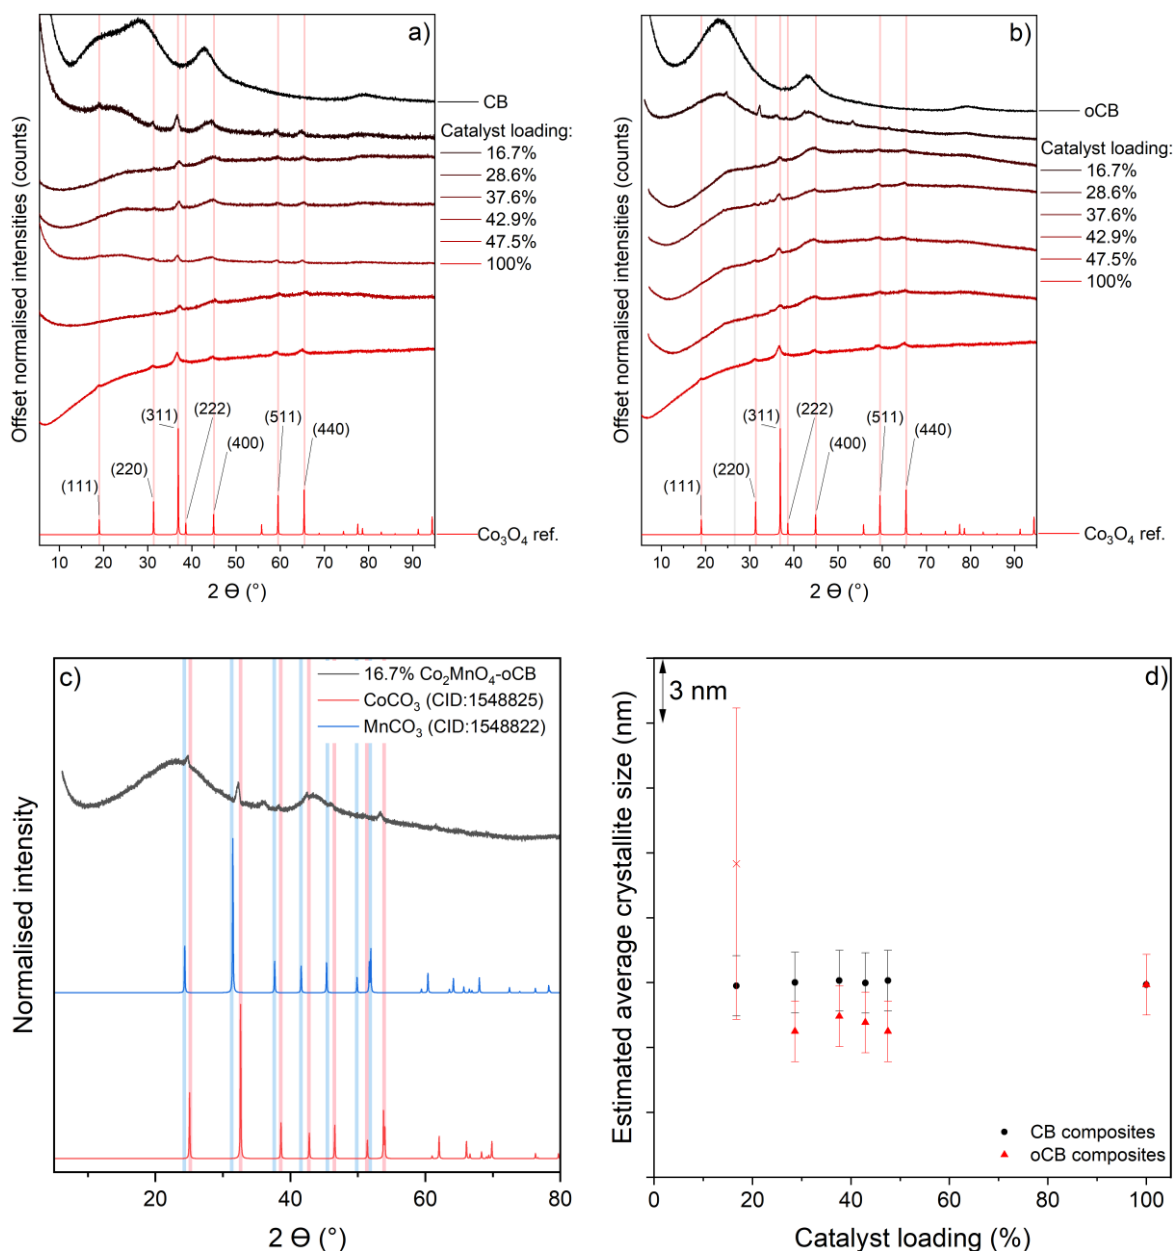 a)
Offset normalised intensities (counts)
CB
Catalyst loading:
16.7%
28.6%
37.6%
42.9%
47.5%
100%
(111)
(220)
(311)
(222)
(400)
(511)
(440)
Co₃O₄ ref.
10 20 30 40 50 60 70 80 90
2 Θ (°)
b)
Offset normalised intensities (counts)
oCB
Catalyst loading:
16.7%
28.6%
37.6%
42.9%
47.5%
100%
(111)
(220)
(311)
(222)
(400)
(511)
(440)
Co₃O₄ ref.
10 20 30 40 50 60 70 80 90
2 Θ (°)
c)
16.7% Co₂MnO₄-oCB
CoCO₃ (CID:1548825)
MnCO₃ (CID:1548822)
Normalised intensity
20 40 60 80
2 Θ (°)
d)
3 nm
Estimated average crystallite size (nm)
CB composites
oCB composites
0 20 40 60 80 100
Catalyst loading (%)